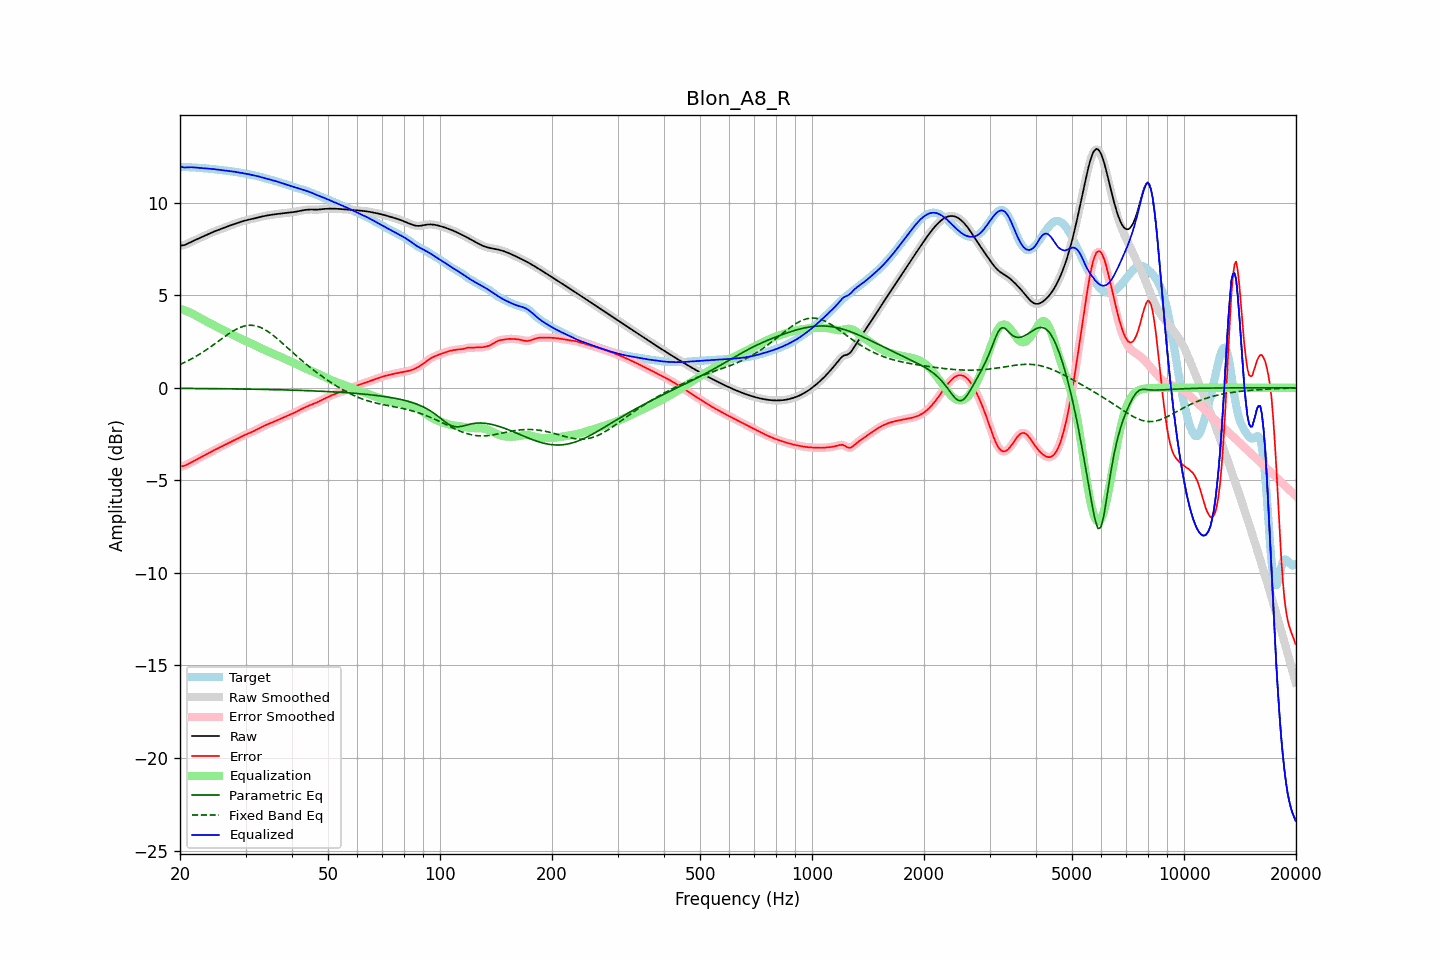 Blon_A8_R
10
5
0
−5
−10
−15
−20
−25
Amplitude (dBr)
Target
Raw Smoothed
Error Smoothed
Raw
Error
Equalization
Parametric Eq
Fixed Band Eq
Equalized
20
50
100
200
500
1000
2000
5000
10000
20000
Frequency (Hz)